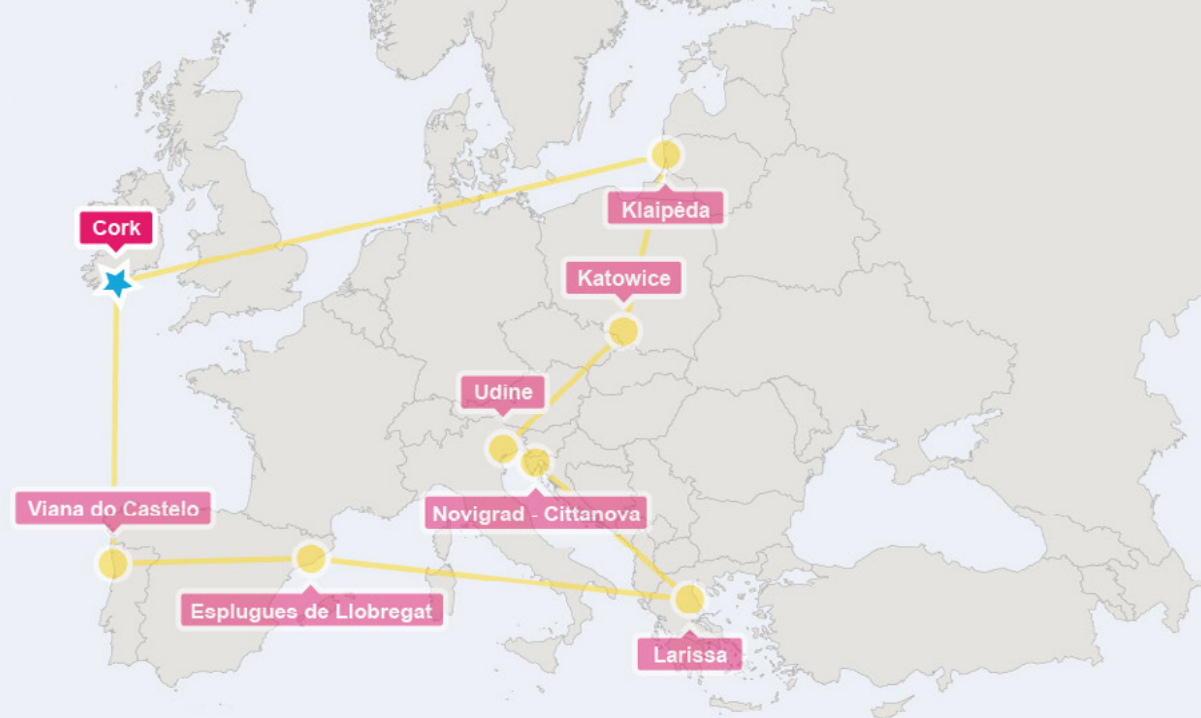 Klaipėda
Cork
Katowice
Udine
Viana do Castelo
Novigrad - Cittanova
Esplugues de Llobregat
Larissa